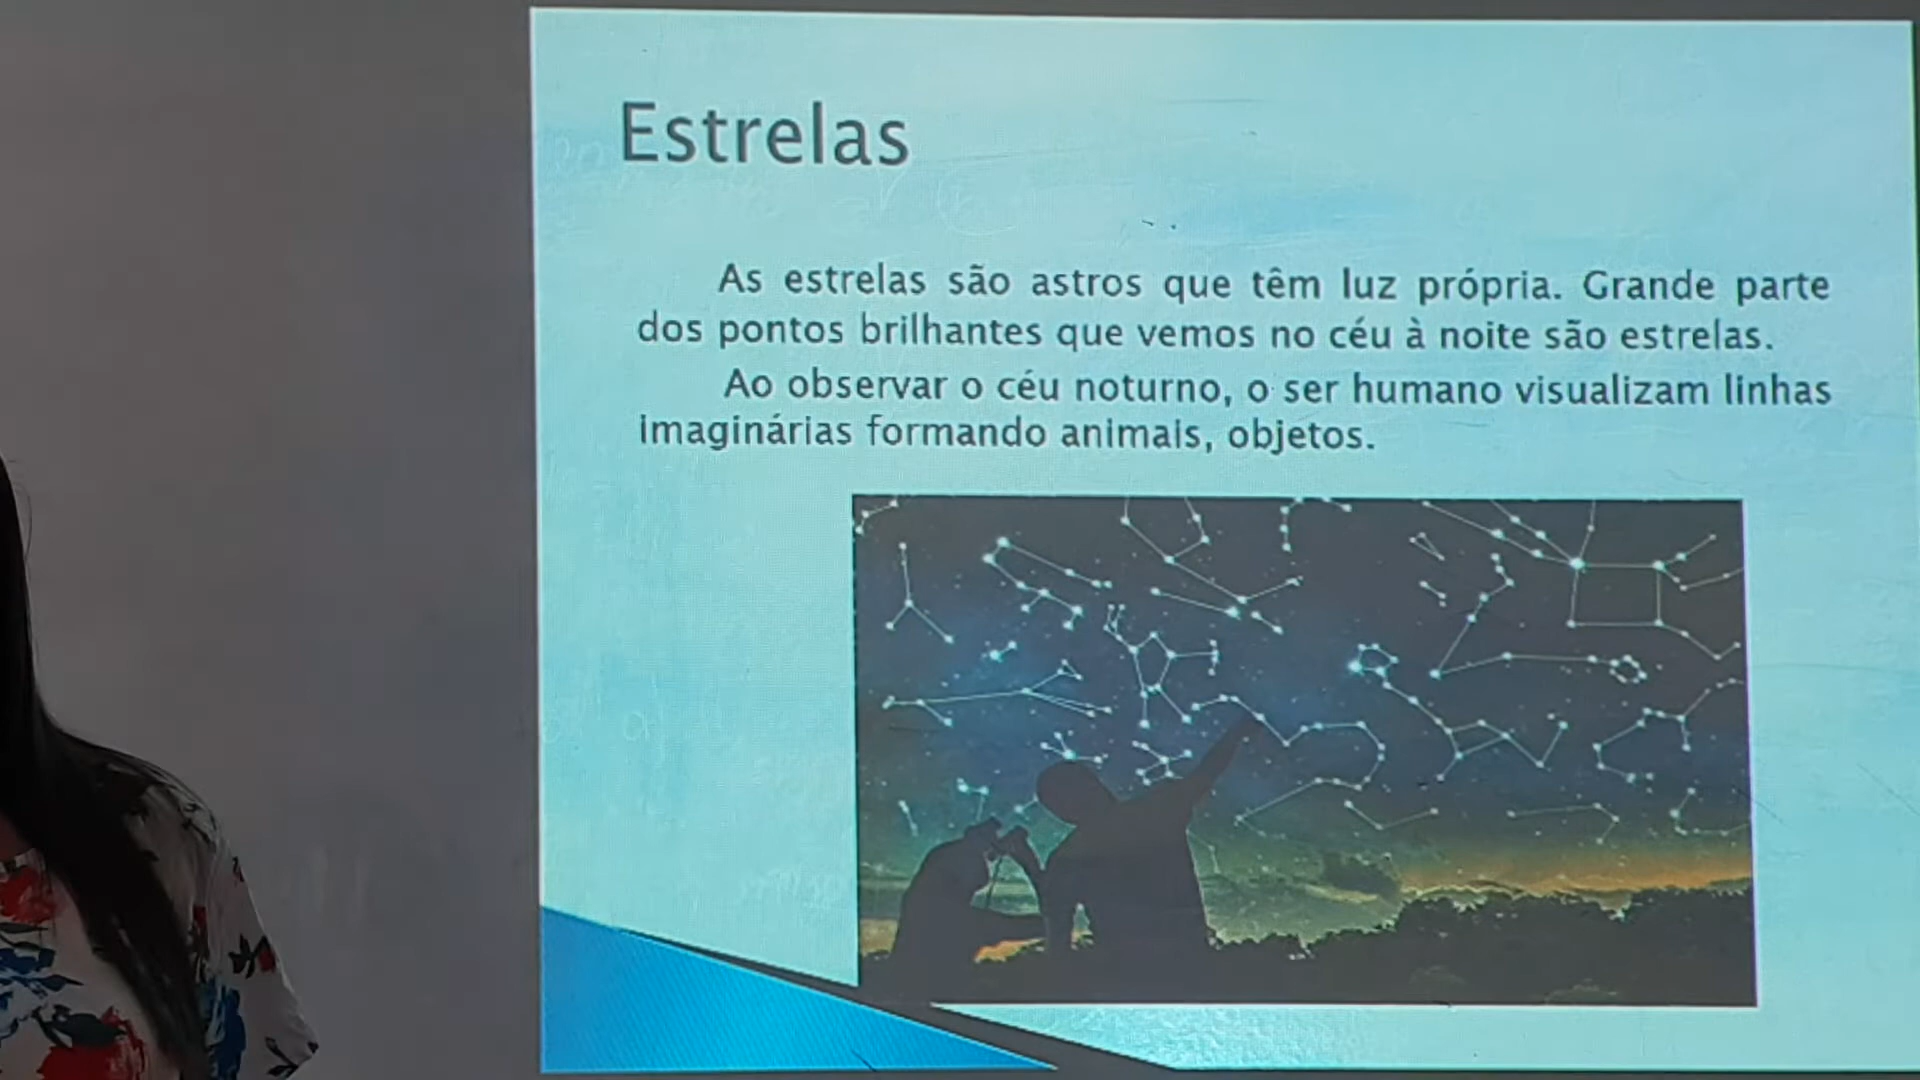 Estrelas
As estrelas são astros que têm luz própria. Grande parte
dos pontos brilhantes que vemos no céu à noite são estrelas.
Ao observar o céu noturno, o ser humano visualizam linhas
imaginárias formando animais, objetos.